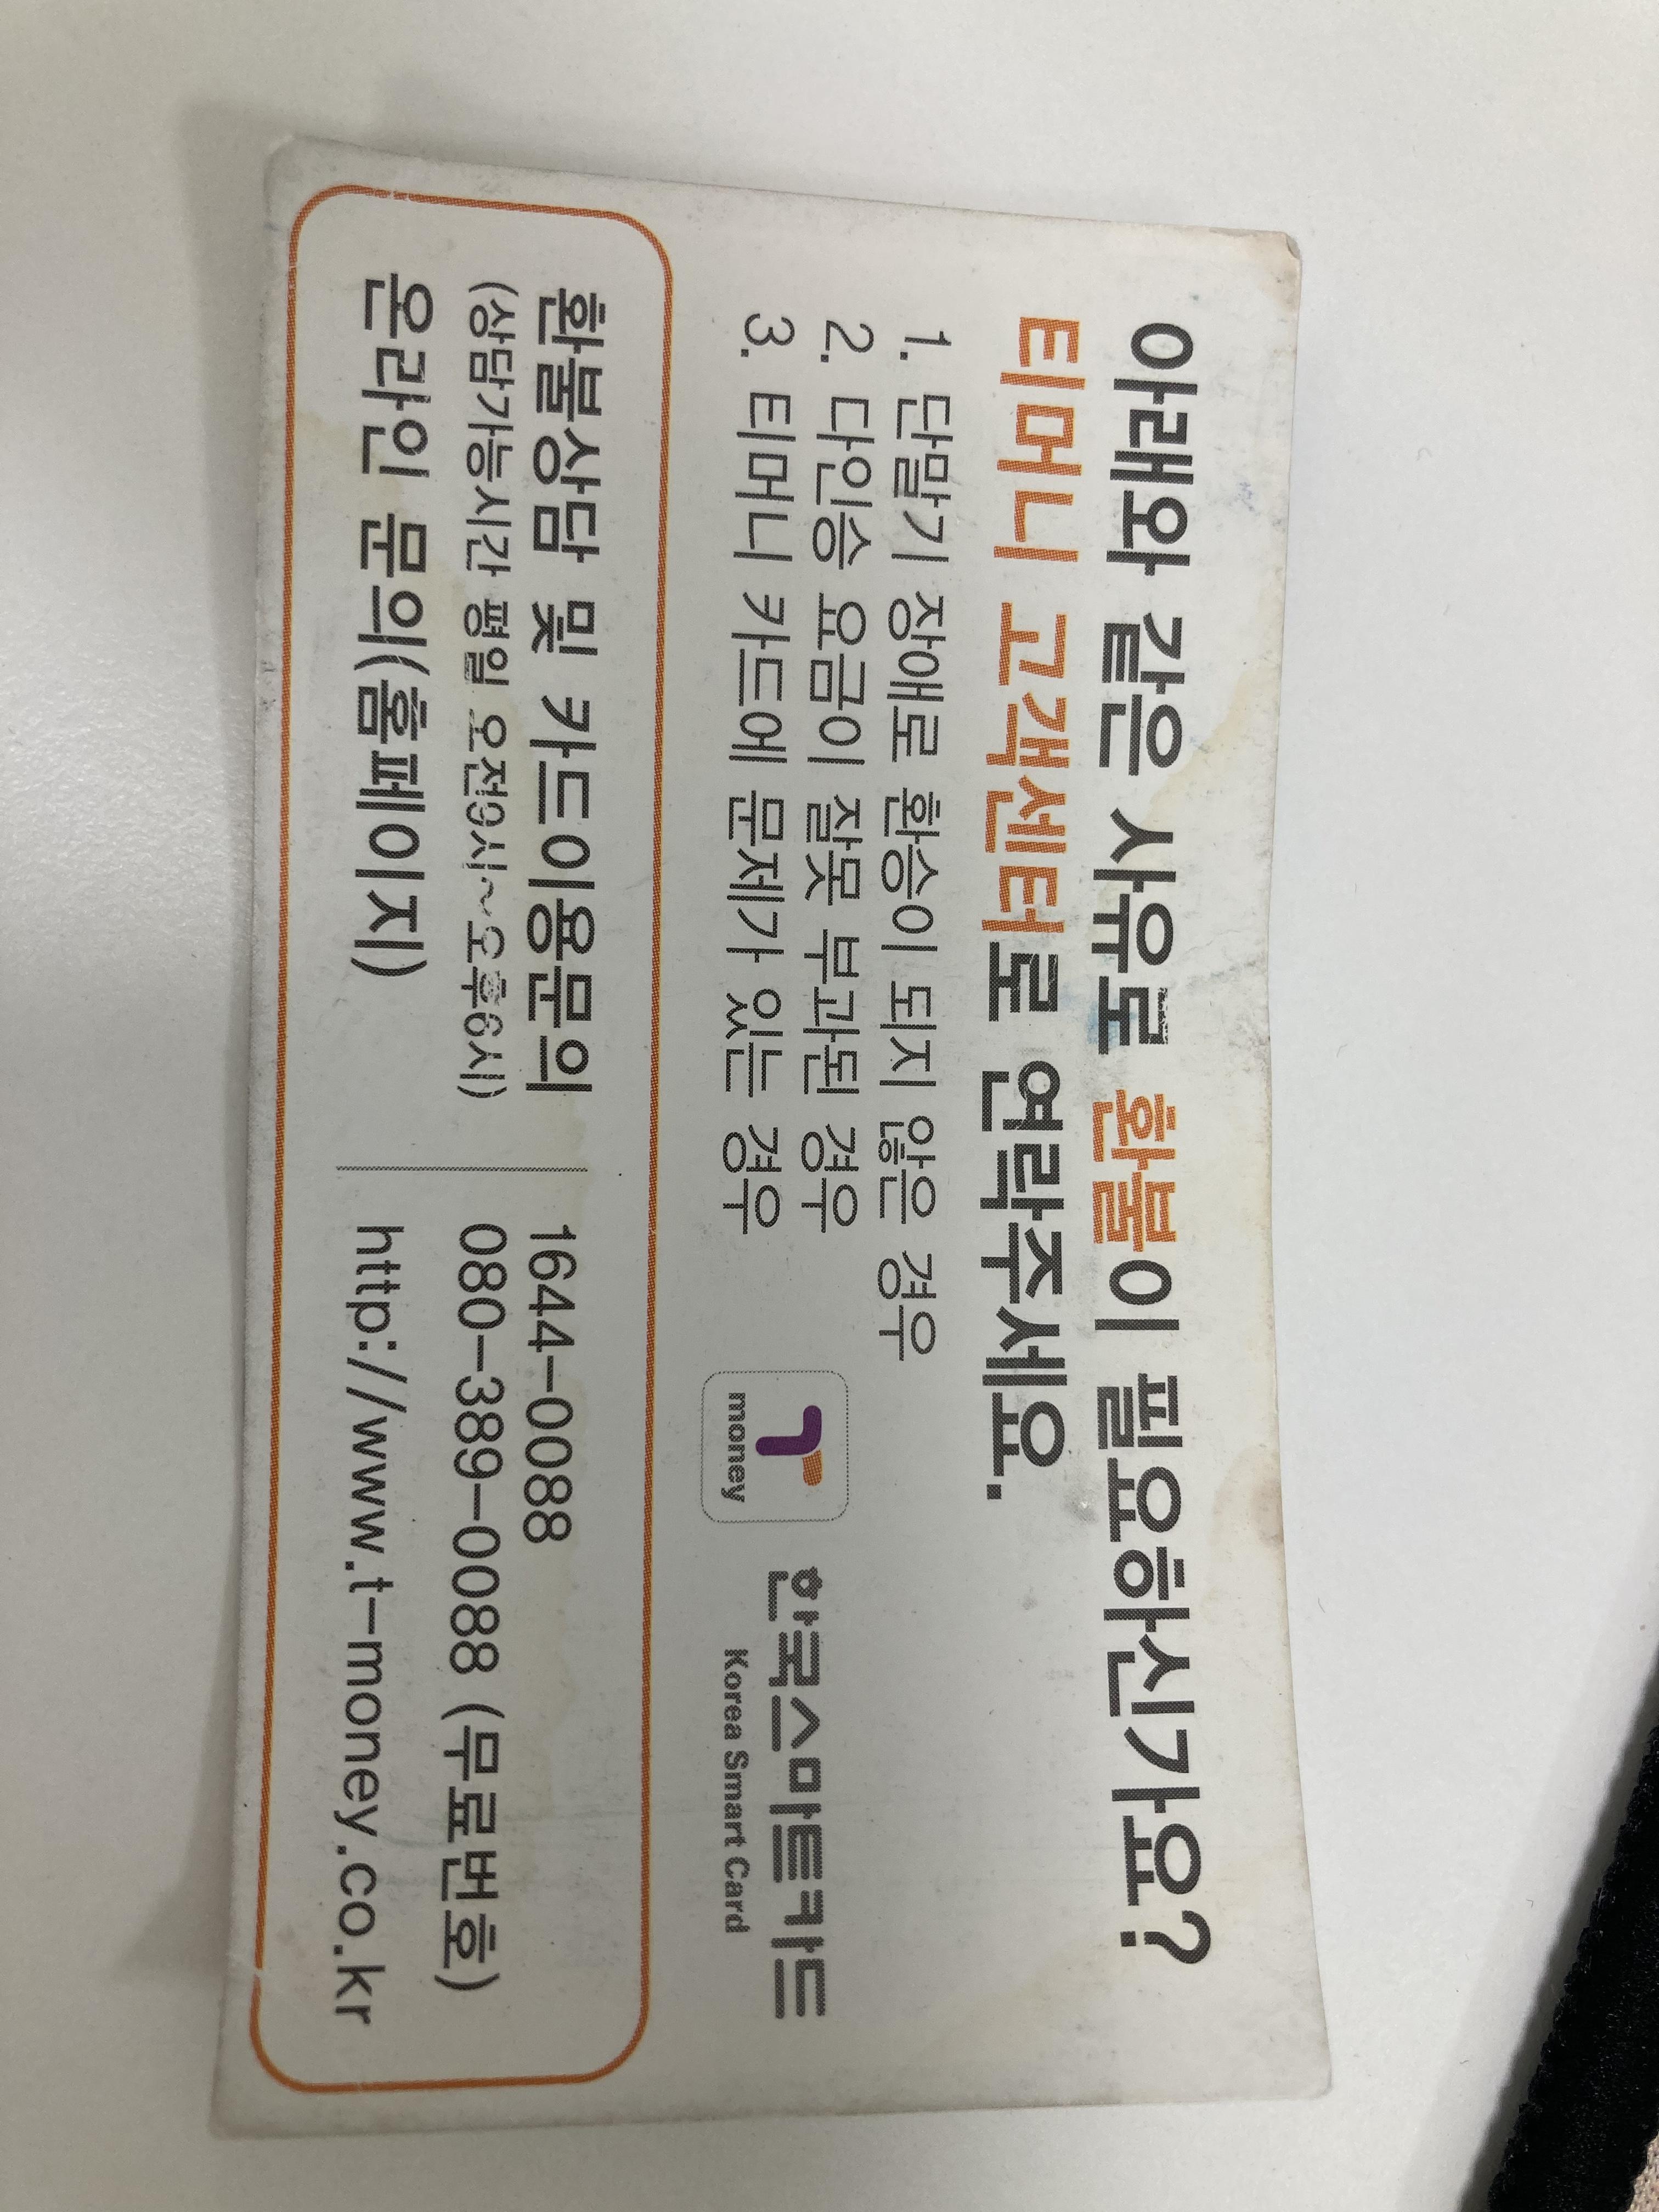 아래와 같은 사유로 환불이 필요하신가요?
티머니 고객센터로 연락주세요.
1. 단말기 장애로 환승이 되지 않은 경우
2. 다인승 요금이 잘못 부과된 경우
3. 티머니 카드에 문제가 있는 경우
money
한국스마트카드
Korea Smart Card
환불상담 및 카드이용문의 1644-0088
(상담가능시간 평일 오전9시~오후6시) 080-389-0088 (무료번호)
온라인 문의(홈페이지) http://www.t-money.co.kr